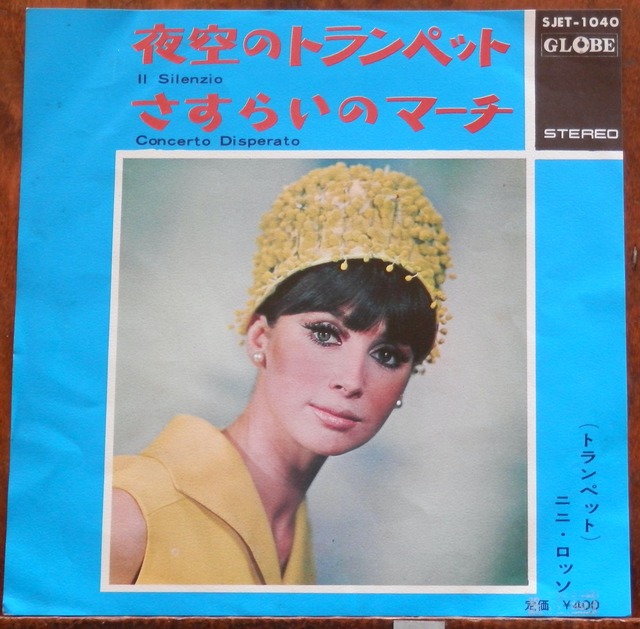 夜空のトランペット
Il Silenzio
さすらいのマーチ
Concerto Disperato
SJET-1040
GLOBE
STEREO
(トランペット)
ニニ・ロッソ
定価 ¥400